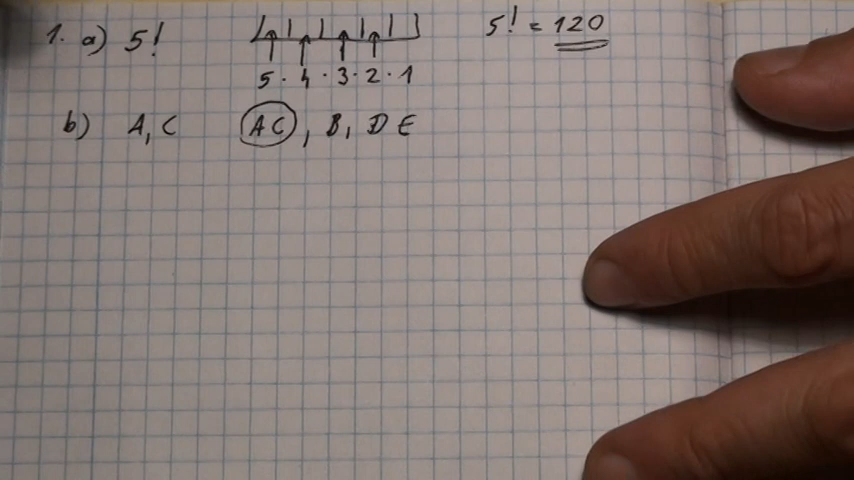 1. a) 5! 5! = 120
5 · 4 · 3 · 2 · 1
b) A, C AC, B, D E